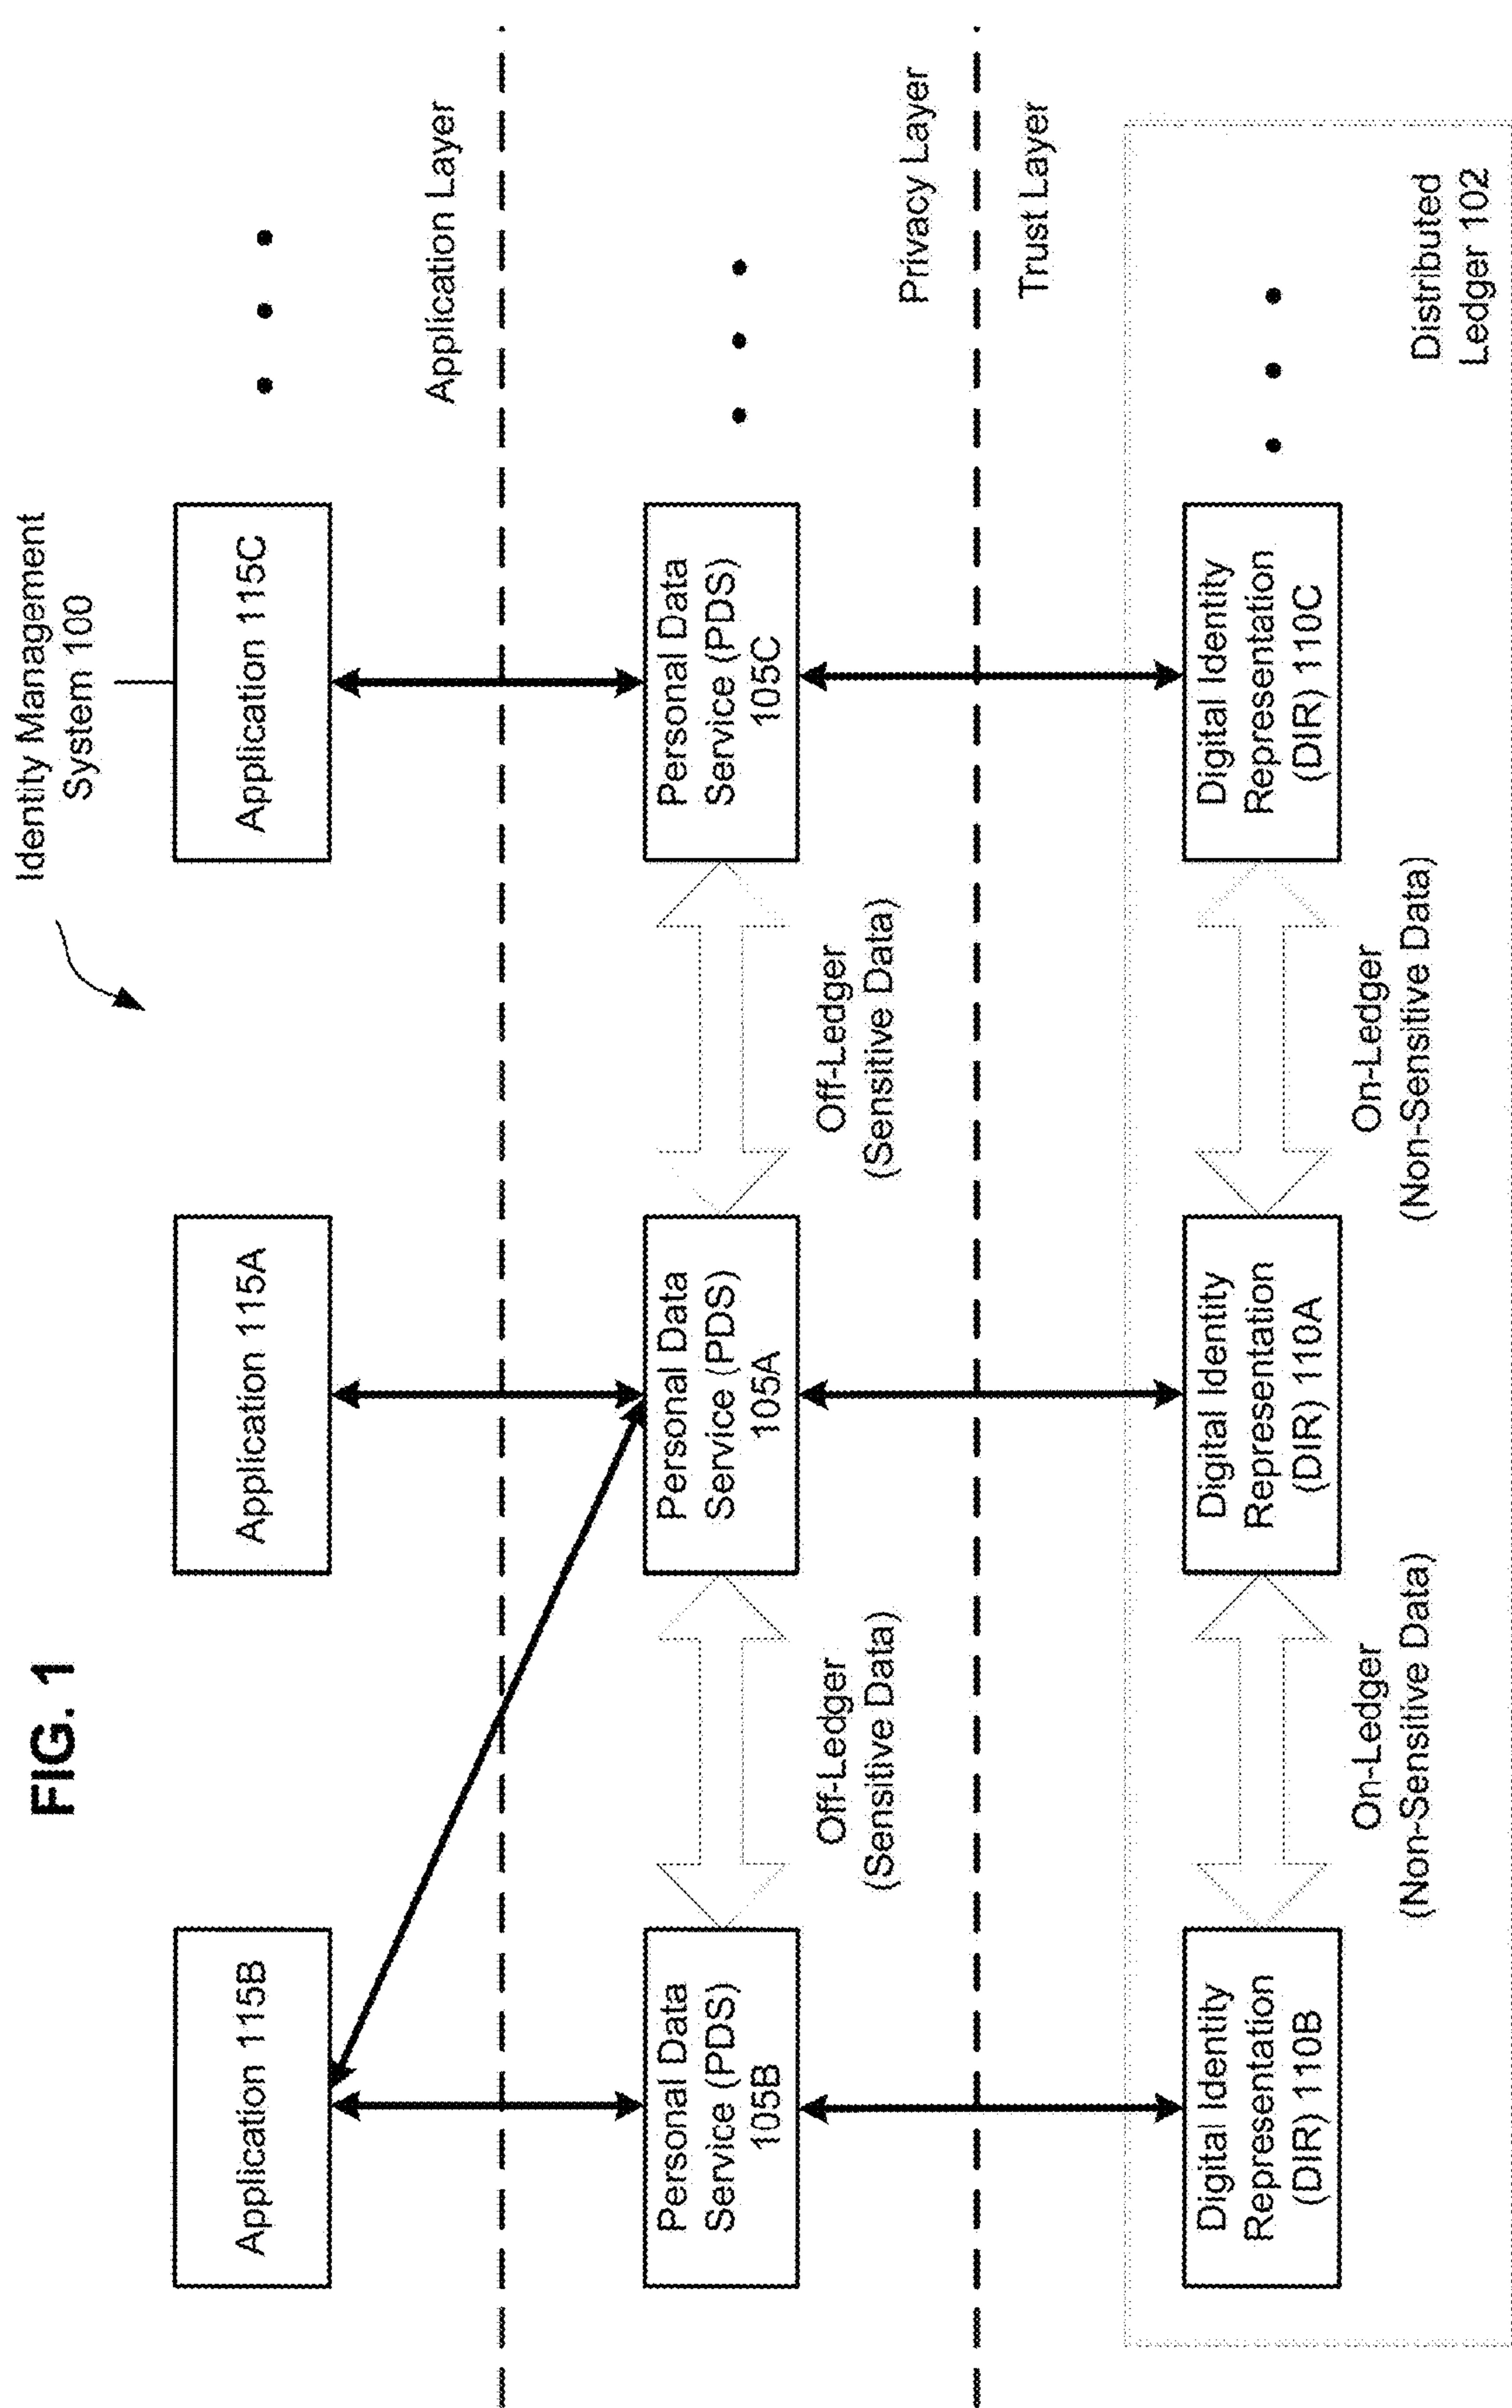 FIG. 1
Identity Management
System 100
Application 115B
Application 115A
Application 115C
Application Layer
Personal Data
Service (PDS)
105B
Off-Ledger
(Sensitive Data)
Personal Data
Service (PDS)
105A
Off-Ledger
(Sensitive Data)
Personal Data
Service (PDS)
105C
Privacy Layer
Trust Layer
Digital Identity
Representation
(DIR) 110B
On-Ledger
(Non-Sensitive Data)
Digital Identity
Representation
(DIR) 110A
On-Ledger
(Non-Sensitive Data)
Digital Identity
Representation
(DIR) 110C
Distributed
Ledger 102